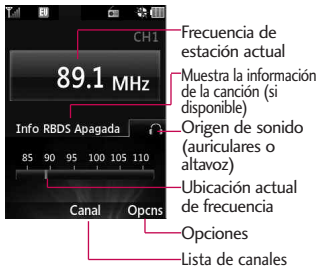 EU
CH1
89.1 MHz
Info RBDS Apagada
85 90 95 100 105 110
Canal Opcns
Frecuencia de
estación actual
Muestra la información
de la canción (si
disponible)
Origen de sonido
(auriculares o
altavoz)
Ubicación actual
de frecuencia
Opciones
Lista de canales